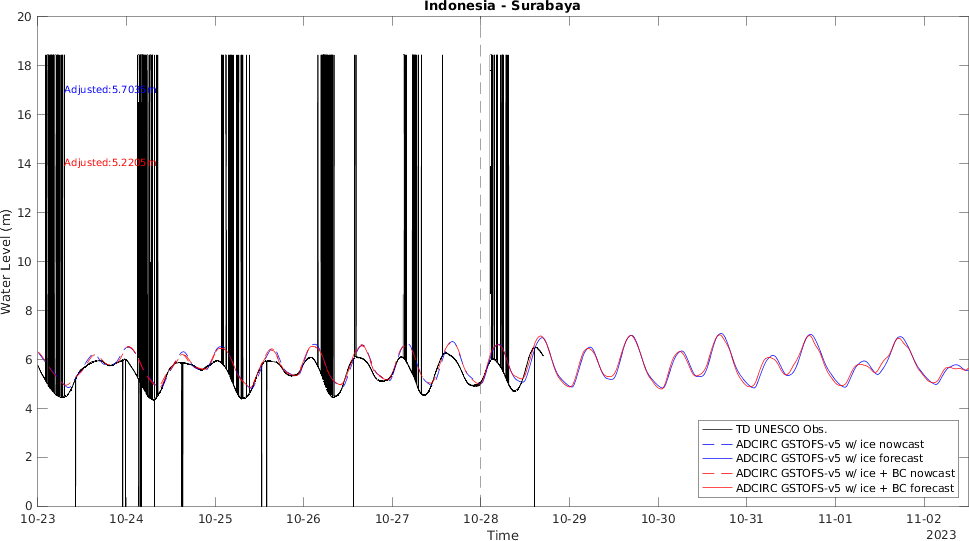 Indonesia - Surabaya
20
18
16
14
12
10
8
6
4
2
0
Water Level (m)
Adjusted:5.703
Adjusted:5.2205m
10-23
10-24
10-25
10-26
10-27
10-28
10-29
10-30
10-31
11-01
11-02
Time
2023
TD UNESCO Obs.
ADCIRC GSTOFS-v5 w/ ice nowcast
ADCIRC GSTOFS-v5 w/ ice forecast
ADCIRC GSTOFS-v5 w/ ice + BC nowcast
ADCIRC GSTOFS-v5 w/ ice + BC forecast